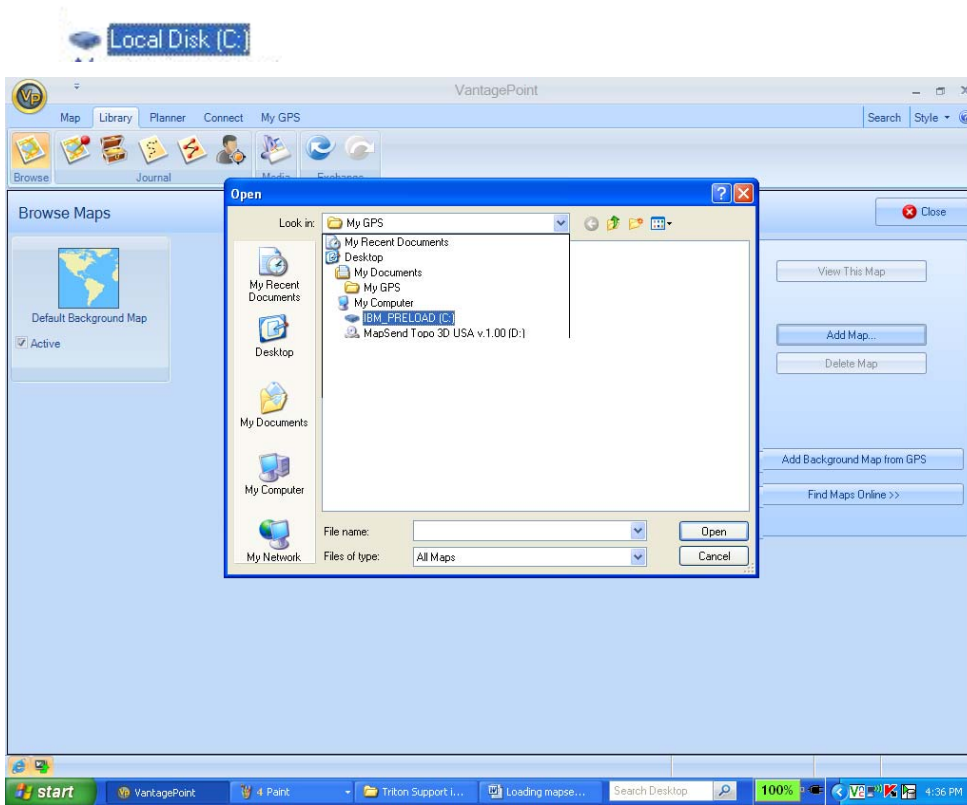 Local Disk (C:)
VantagePoint
Map Library Planner Connect My GPS Search Style
Browse Journal Media Exchange
Browse Maps
Close
Default Background Map
Active
View This Map
Add Map...
Delete Map
Add Background Map from GPS
Find Maps Online >>
Open
Look in: My GPS
My Recent Documents
Desktop
My Documents
My GPS
My Computer
IBM_PRELOAD (C:)
MapSend Topo 3D USA v.1.00 (D:)
My Recent
Documents
Desktop
My Documents
My Computer
My Network
File name: Open
Files of type: All Maps Cancel
start VantagePoint 4 Paint Triton Support i... Loading mapse... Search Desktop 100% 4:36 PM